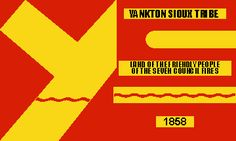 YANKTON SIOUX TRIBE
LAND OF THE FRIENDLY PEOPLE
OF THE SEVEN COUNCIL FIRES
1858